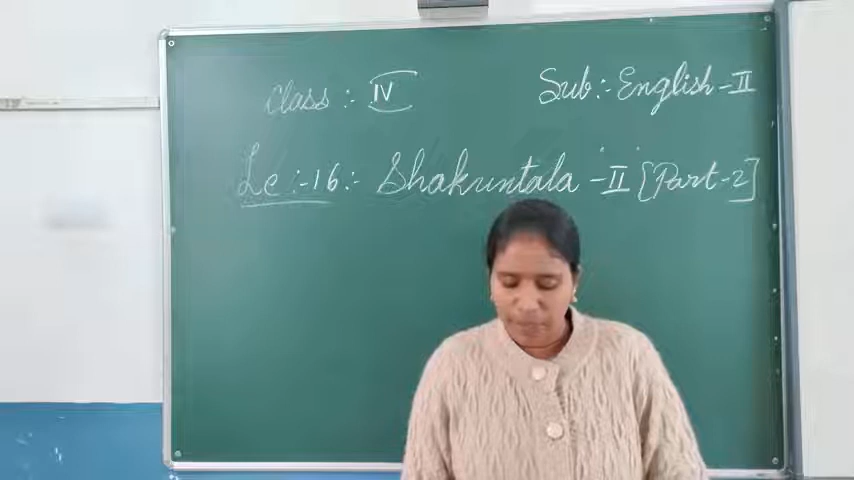 Class :- IV
Sub:- English-II
Le :-16:- Shakuntala -II [Part-2]